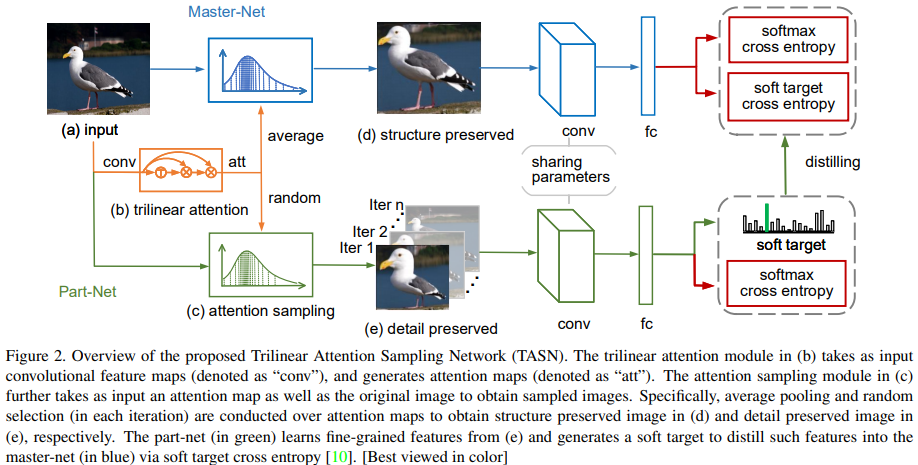 Master-Net
softmax
cross entropy
soft target
cross entropy
(a) input
average
(d) structure preserved
conv
fc
conv
att
sharing
parameters
distilling
(b) trilinear attention
random
Iter n
Iter 2
Iter 1
soft target
softmax
cross entropy
Part-Net
(c) attention sampling
(e) detail preserved
conv
fc
Figure 2. Overview of the proposed Trilinear Attention Sampling Network (TASN). The trilinear attention module in (b) takes as input
convolutional feature maps (denoted as “conv”), and generates attention maps (denoted as “att”). The attention sampling module in (c)
further takes as input an attention map as well as the original image to obtain sampled images. Specifically, average pooling and random
selection (in each iteration) are conducted over attention maps to obtain structure preserved image in (d) and detail preserved image in
(e), respectively. The part-net (in green) learns fine-grained features from (e) and generates a soft target to distill such features into the
master-net (in blue) via soft target cross entropy [10]. [Best viewed in color]